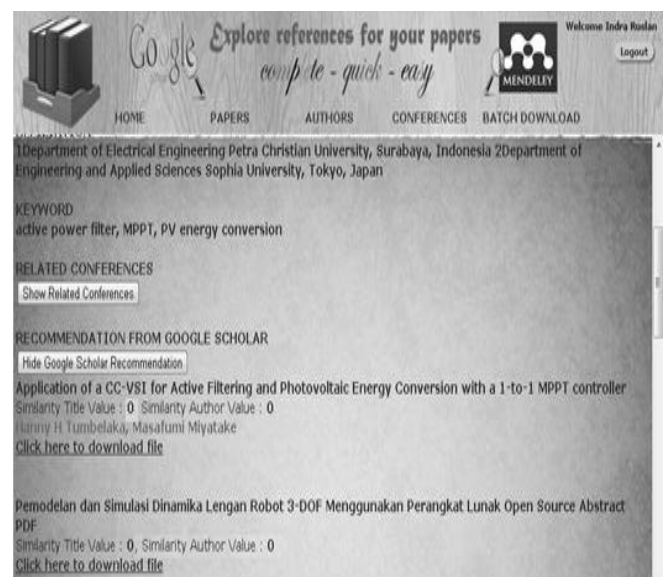 Google
Explore references for your papers
complete - quick - easy
MENDELEY
Welcome Indra Ruslan
Logout
HOME PAPERS AUTHORS CONFERENCES BATCH DOWNLOAD
1Department of Electrical Engineering Petra Christian University, Surabaya, Indonesia 2Department of
Engineering and Applied Sciences Sophia University, Tokyo, Japan
KEYWORD
active power filter, MPPT, PV energy conversion
RELATED CONFERENCES
Show Related Conferences
RECOMMENDATION FROM GOOGLE SCHOLAR
Hide Google Scholar Recommendation
Application of a CC-VSI for Active Filtering and Photovoltaic Energy Conversion with a 1-to-1 MPPT controller
Similarity Title Value : 0 Similarity Author Value : 0
Hanny H Tumbelaka, Masafumi Miyatake
Click here to download file
Pemodelan dan Simulasi Dinamika Lengan Robot 3-DOF Menggunakan Perangkat Lunak Open Source Abstract
PDF
Similarity Title Value : 0, Similarity Author Value : 0
Click here to download file